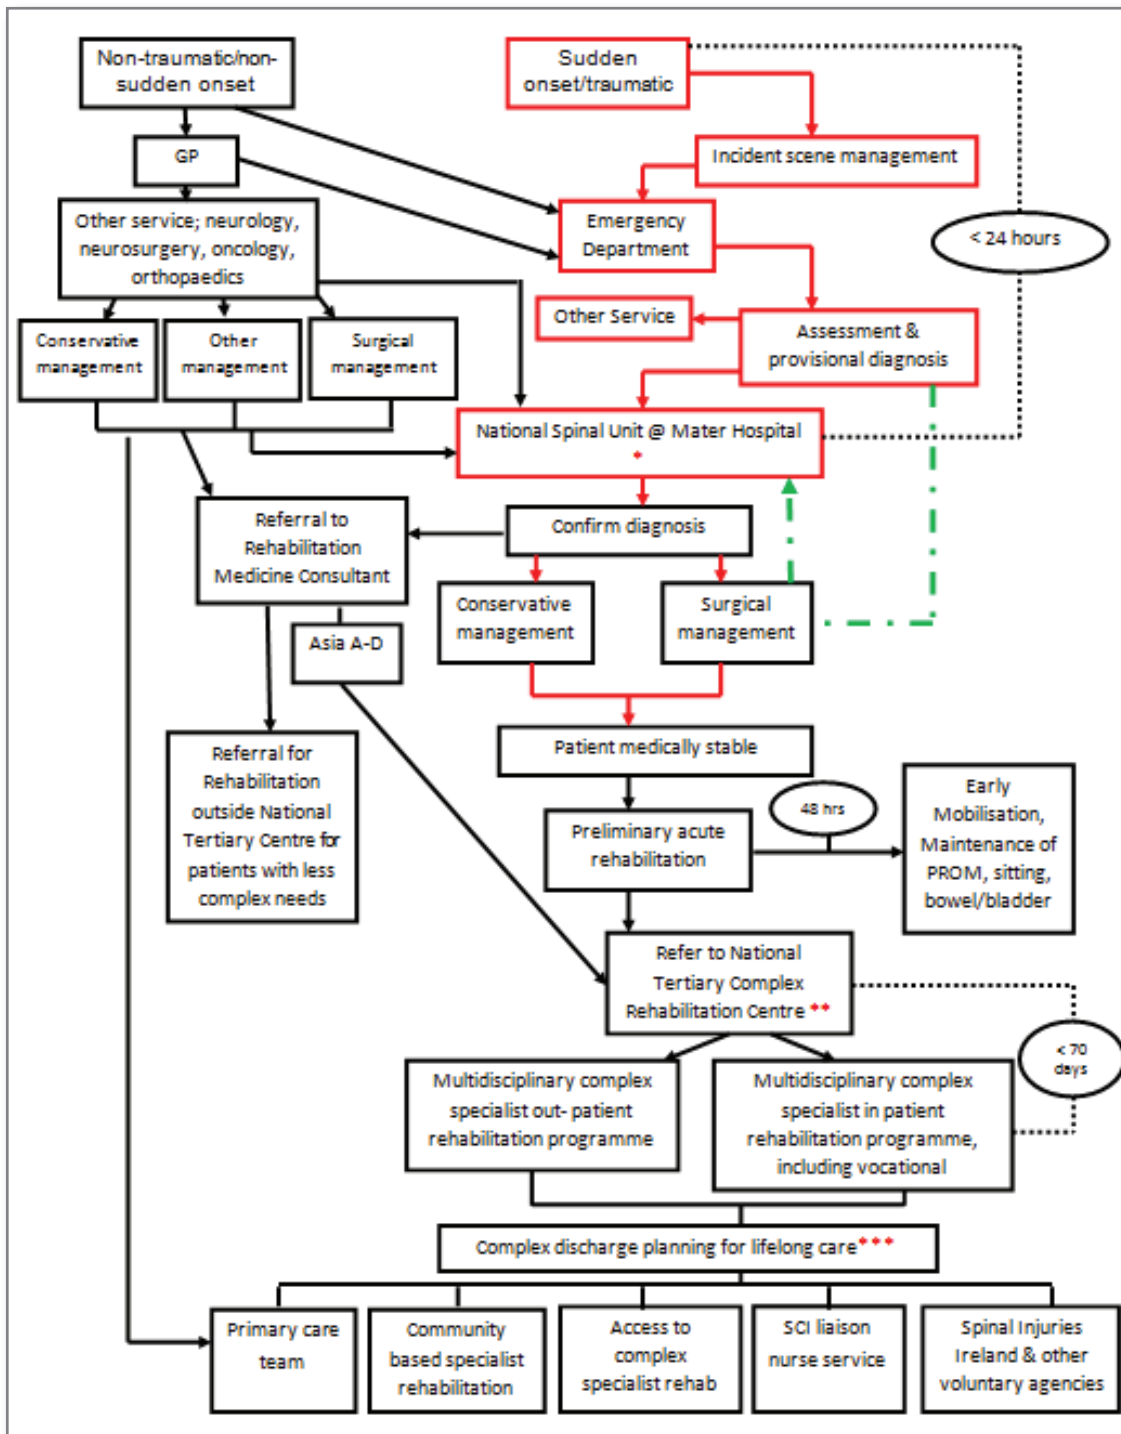 Non-traumatic/non-
sudden onset
Sudden
onset/traumatic
GP
Incident scene management
Other service; neurology,
neurosurgery, oncology,
orthopaedics
Emergency
Department
< 24 hours
Other Service
Assessment &
provisional diagnosis
Conservative
management
Other
management
Surgical
management
National Spinal Unit @ Mater Hospital
*
Referral to
Rehabilitation
Medicine Consultant
Confirm diagnosis
Conservative
management
Surgical
management
Asia A-D
Patient medically stable
Referral for
Rehabilitation
outside National
Tertiary Centre for
patients with less
complex needs
Preliminary acute
rehabilitation
48 hrs
Early
Mobilisation,
Maintenance of
PROM, sitting,
bowel/bladder
Refer to National
Tertiary Complex
Rehabilitation Centre **
< 70
days
Multidisciplinary complex
specialist out- patient
rehabilitation programme
Multidisciplinary complex
specialist in patient
rehabilitation programme,
including vocational
Complex discharge planning for lifelong care***
Primary care
team
Community
based specialist
rehabilitation
Access to
complex
specialist rehab
SCI liaison
nurse service
Spinal Injuries
Ireland & other
voluntary agencies